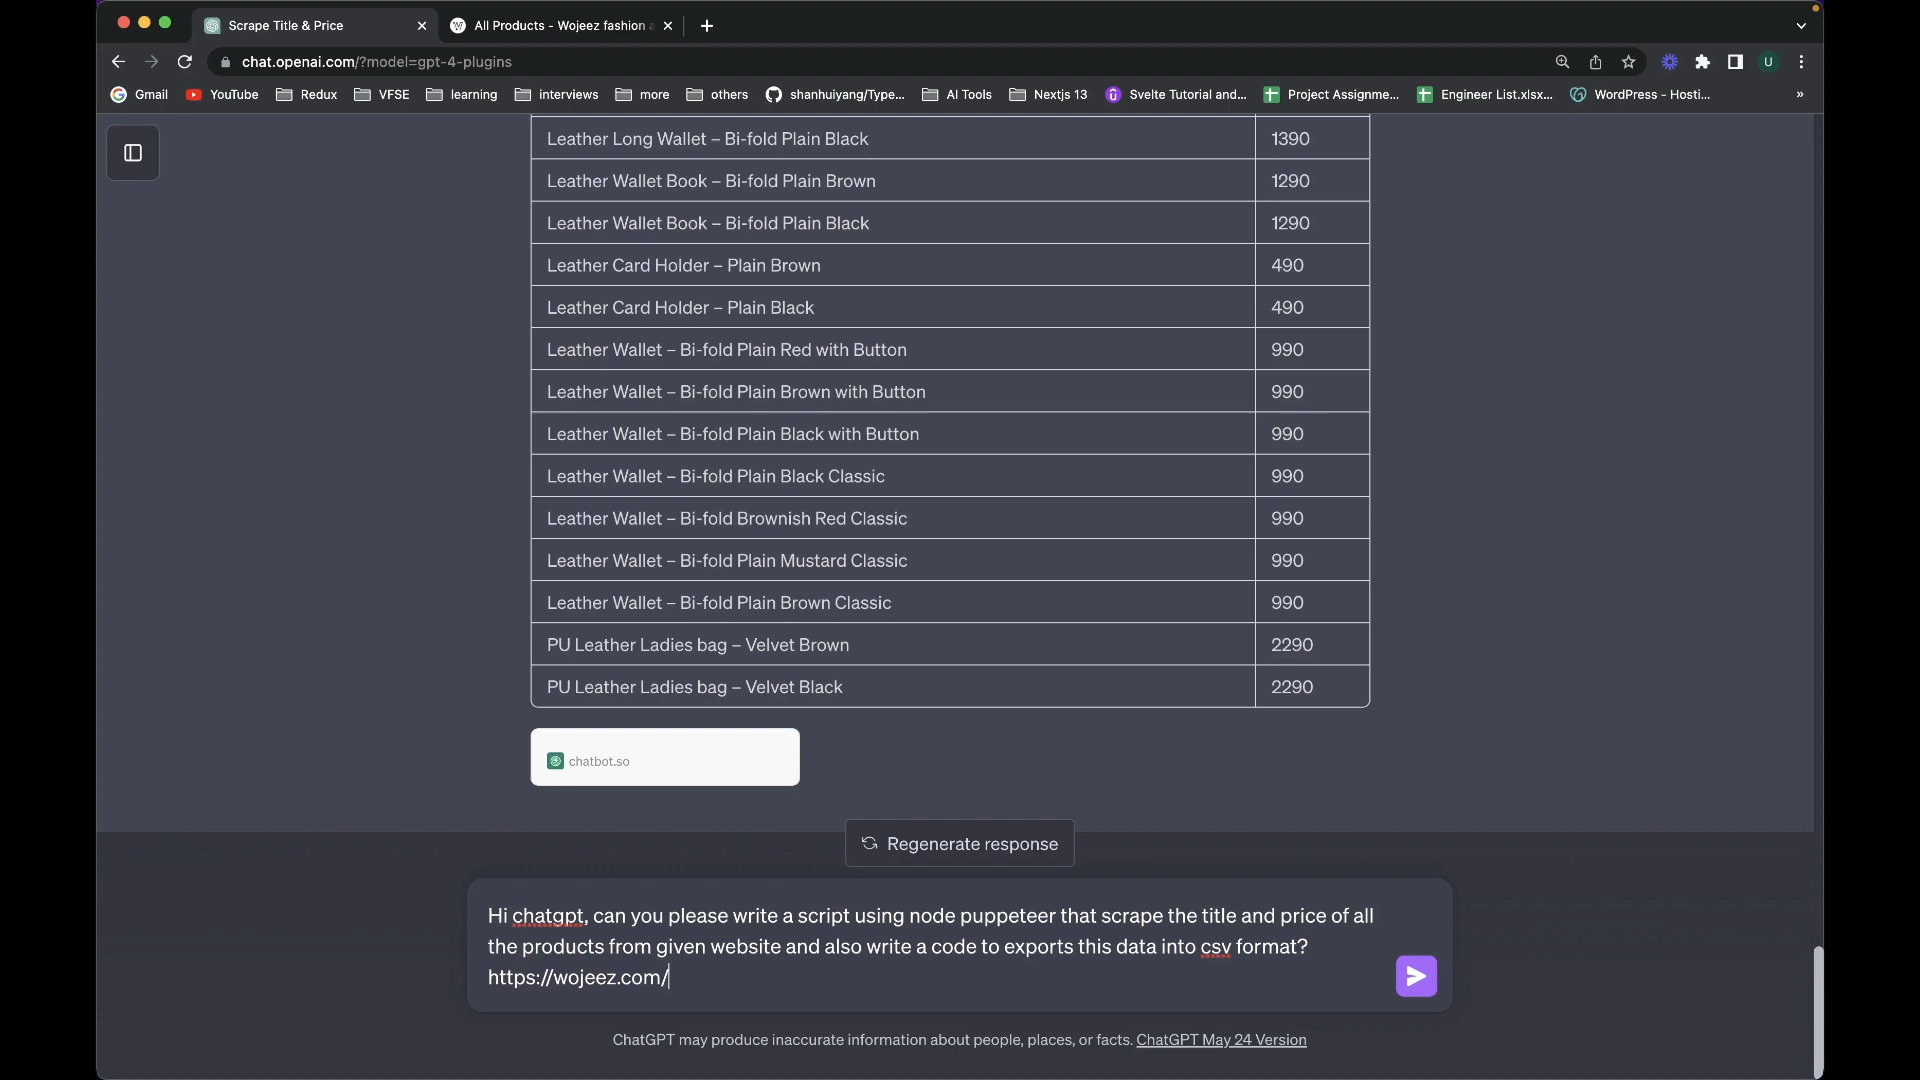 Scrape Title & Price
All Products - Wojeez fashion a
chat.openai.com/?model=gpt-4-plugins
U
Gmail
YouTube
Redux
VFSE
learning
interviews
more
others
shanhuiyang/Type...
AI Tools
Nextjs 13
Svelte Tutorial and...
Project Assignme...
Engineer List.xlsx...
WordPress - Hosti...
»
Leather Long Wallet – Bi-fold Plain Black 1390
Leather Wallet Book – Bi-fold Plain Brown 1290
Leather Wallet Book – Bi-fold Plain Black 1290
Leather Card Holder – Plain Brown 490
Leather Card Holder – Plain Black 490
Leather Wallet – Bi-fold Plain Red with Button 990
Leather Wallet – Bi-fold Plain Brown with Button 990
Leather Wallet – Bi-fold Plain Black with Button 990
Leather Wallet – Bi-fold Plain Black Classic 990
Leather Wallet – Bi-fold Brownish Red Classic 990
Leather Wallet – Bi-fold Plain Mustard Classic 990
Leather Wallet – Bi-fold Plain Brown Classic 990
PU Leather Ladies bag – Velvet Brown 2290
PU Leather Ladies bag – Velvet Black 2290
chatbot.so
Regenerate response
Hi chatgpt, can you please write a script using node puppeteer that scrape the title and price of all
the products from given website and also write a code to exports this data into csv format?
https://wojeez.com/
ChatGPT may produce inaccurate information about people, places, or facts. ChatGPT May 24 Version